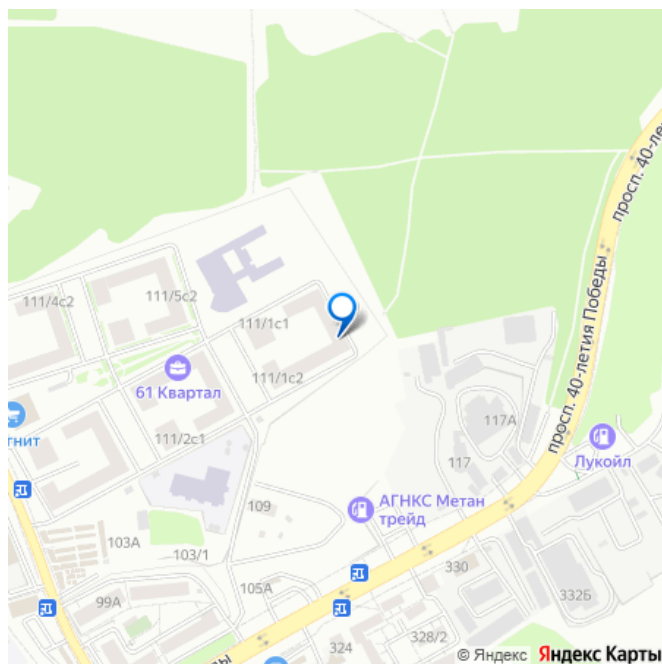 просп. 40-летия
просп. 40-летия Победы
111/4с2
111/5с2
111/1с1
111/1с2
61 Квартал
гнит
111/2с1
117А
117
Лукойл
АГНКС Метан
трейд
109
103А
103/1
99А
105А
330
332Б
324
328/2
ды
© Яндекс
Яндекс Карты